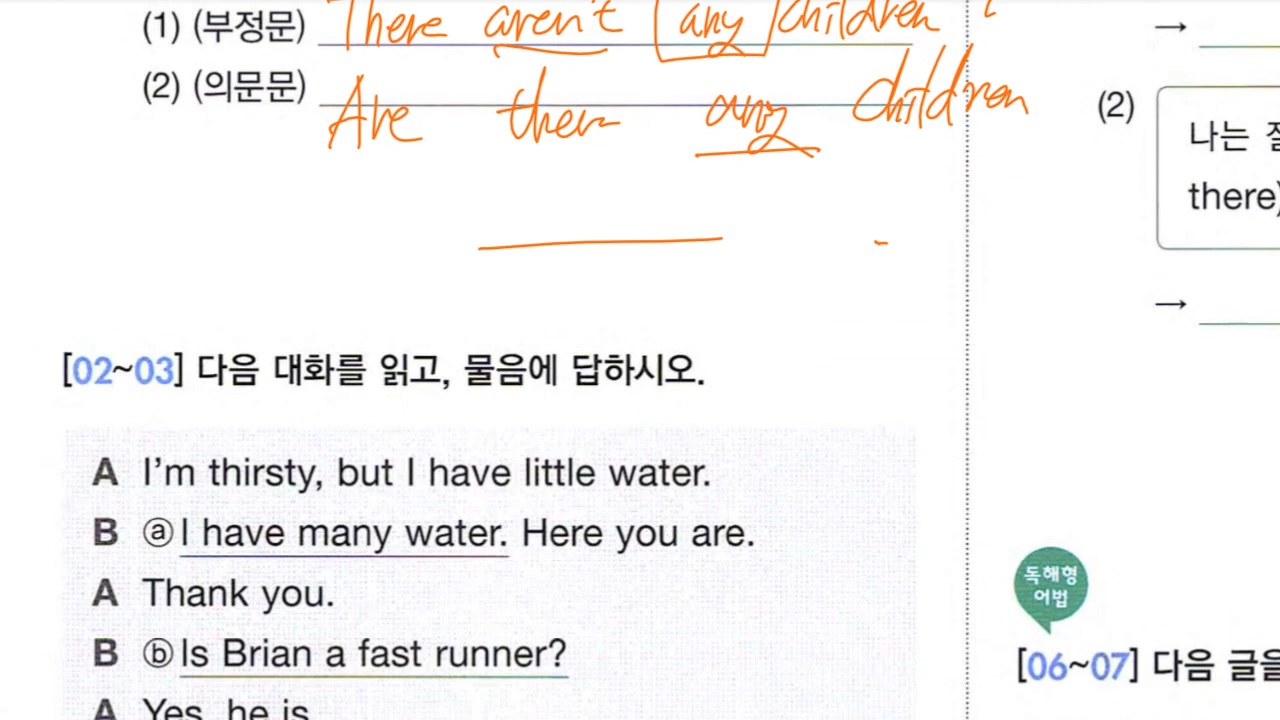 (1) (부정문) There aren't any children
(2) (의문문) Are there any children
[02~03] 다음 대화를 읽고, 물음에 답하시오.
A I'm thirsty, but I have little water.
B ⓐ I have many water. Here you are.
A Thank you.
B ⓑ Is Brian a fast runner?
A Yes, he is.
→
(2)
나는
there)
→
독해형
어법
[06~07] 다음 글을